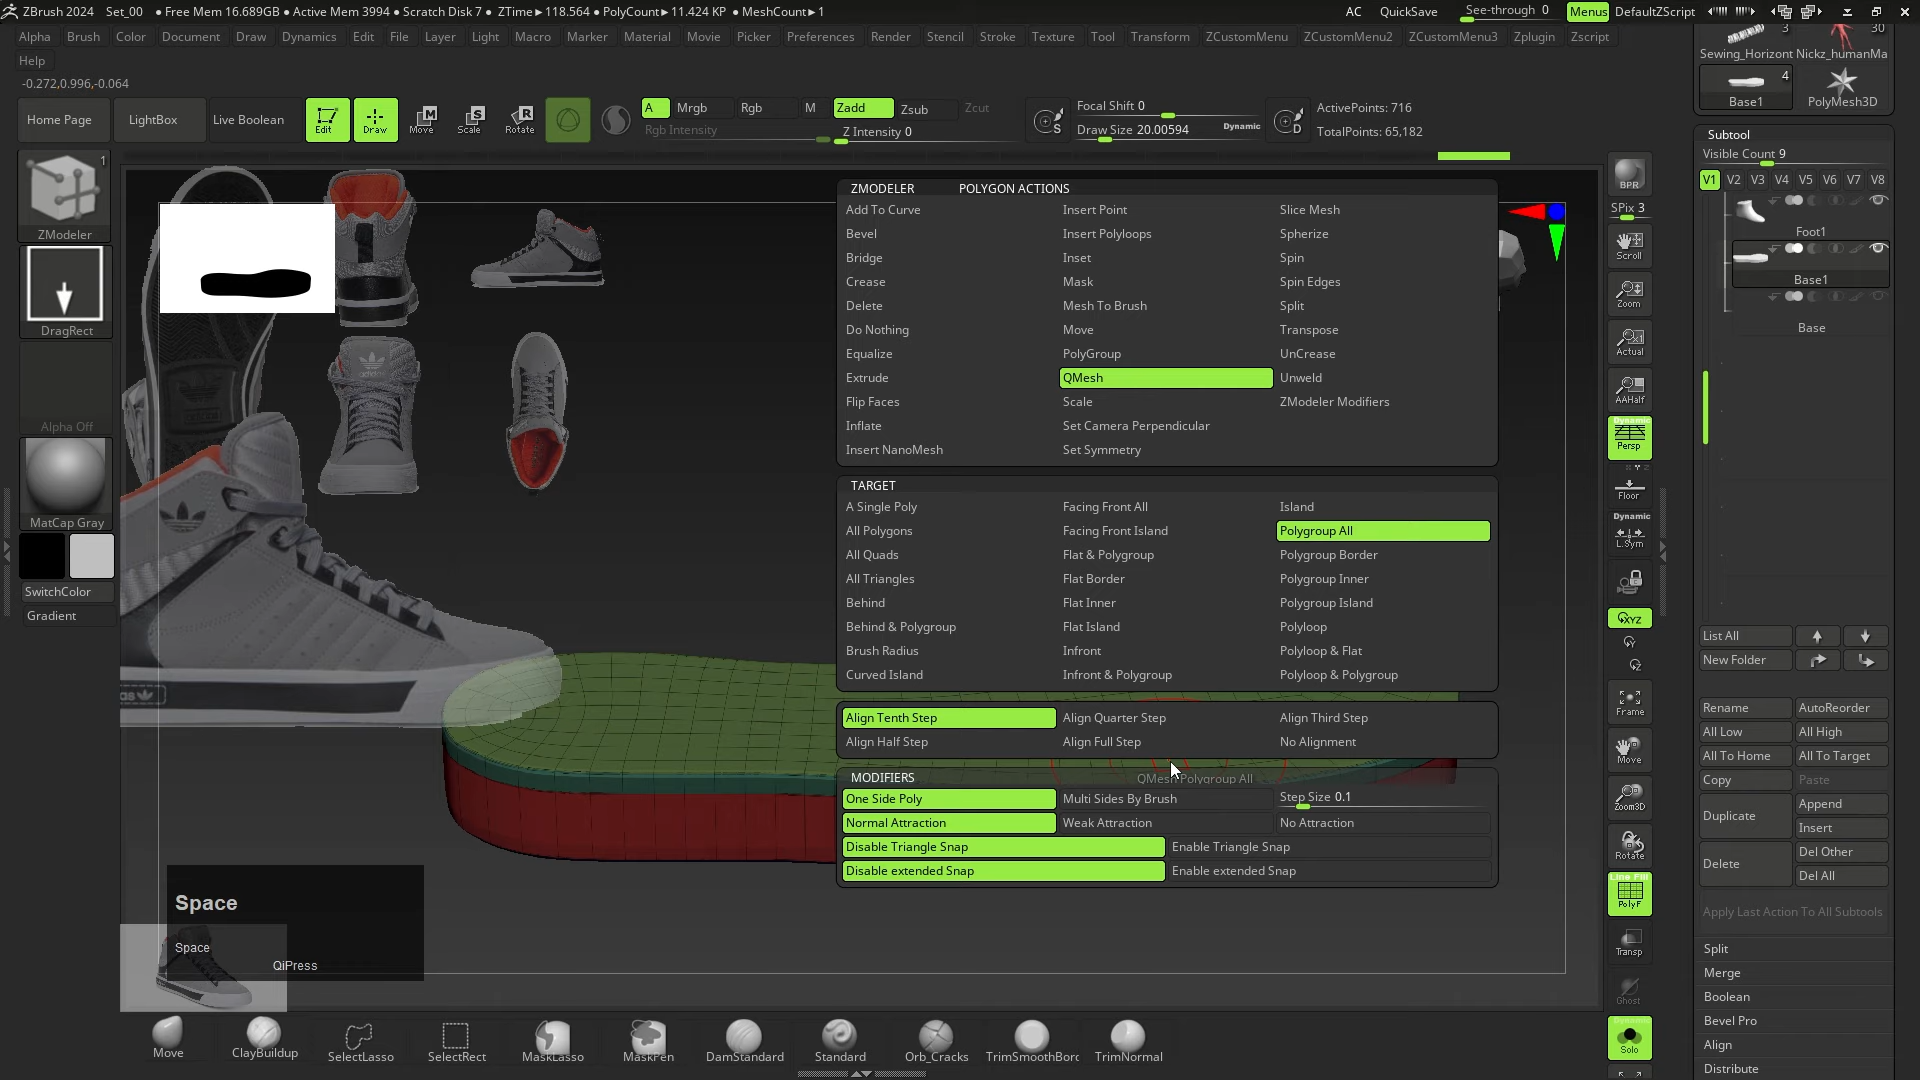 ZBrush 2024 Set_00 • Free Mem 16.689GB • Active Mem 3994 • Scratch Disk 7 • ZTime▸118.564 • PolyCount▸11.424 KP • MeshCount▸1 AC QuickSave See-through 0 Menus DefaultZScript
Alpha Brush Color Document Draw Dynamics Edit File Layer Light Macro Marker Material Movie Picker Preferences Render Stencil Stroke Texture Tool Transform ZCustomMenu ZCustomMenu2 ZCustomMenu3 Zplugin Zscript
Help
-0.272,0.996,-0.064
Home Page LightBox Live Boolean Edit Draw Move Scale Rotate
A Mrgb Rgb M Zadd Zsub Zcut
Rgb Intensity Z Intensity 0
Focal Shift 0
Draw Size 20.00594 Dynamic
S D
ActivePoints: 716
TotalPoints: 65,182
3 30
Sewing_Horizont Nickz_humanMa
4
Base1 PolyMesh3D
Subtool
Visible Count 9
V1 V2 V3 V4 V5 V6 V7 V8
Foot1
Base1
Base
List All
New Folder
Rename AutoReorder
All Low All High
All To Home All To Target
Copy Paste
Duplicate Append
Insert
Delete Del Other
Del All
Apply Last Action To All Subtools
Split
Merge
Boolean
Bevel Pro
Align
Distribute
1
ZModeler
DragRect
Alpha Off
MatCap Gray
SwitchColor
Gradient
adidas
ZMODELER POLYGON ACTIONS
Add To Curve Insert Point Slice Mesh
Bevel Insert Polyloops Spherize
Bridge Inset Spin
Crease Mask Spin Edges
Delete Mesh To Brush Split
Do Nothing Move Transpose
Equalize PolyGroup UnCrease
Extrude QMesh Unweld
Flip Faces Scale ZModeler Modifiers
Inflate Set Camera Perpendicular
Insert NanoMesh Set Symmetry
TARGET
A Single Poly Facing Front All Island
All Polygons Facing Front Island Polygroup All
All Quads Flat & Polygroup Polygroup Border
All Triangles Flat Border Polygroup Inner
Behind Flat Inner Polygroup Island
Behind & Polygroup Flat Island Polyloop
Brush Radius Infront Polyloop & Flat
Curved Island Infront & Polygroup Polyloop & Polygroup
Align Tenth Step Align Quarter Step Align Third Step
Align Half Step Align Full Step No Alignment
MODIFIERS QMesh Polygroup All
One Side Poly Multi Sides By Brush Step Size 0.1
Normal Attraction Weak Attraction No Attraction
Disable Triangle Snap Enable Triangle Snap
Disable extended Snap Enable extended Snap
Space
Space
QiPress
BPR
SPix 3
Scroll
Zoom
Actual
AAHalf
Dynamic
Persp
Floor
Dynamic
L.Sym
XYZ
Frame
Move
Zoom3D
Rotate
Line Fill
PolyF
Transp
Ghost
Dynamic
Solo
Move ClayBuildup SelectLasso SelectRect MaskLasso MaskPen DamStandard Standard Orb_Cracks TrimSmoothBorc TrimNormal